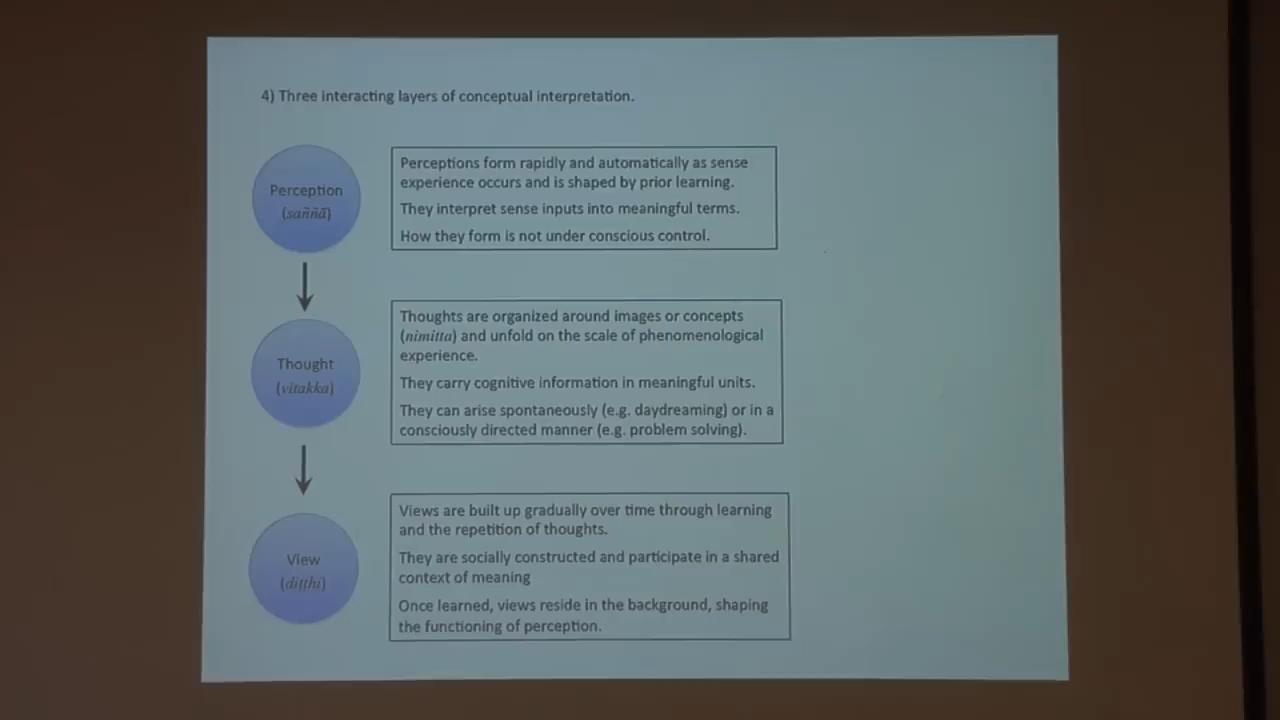 4) Three interacting layers of conceptual interpretation.
Perception
(saññā)
Perceptions form rapidly and automatically as sense
experience occurs and is shaped by prior learning.
They interpret sense inputs into meaningful terms.
How they form is not under conscious control.
Thought
(vitakka)
Thoughts are organized around images or concepts
(nimitta) and unfold on the scale of phenomenological
experience.
They carry cognitive information in meaningful units.
They can arise spontaneously (e.g. daydreaming) or in a
consciously directed manner (e.g. problem solving).
View
(diṭṭhi)
Views are built up gradually over time through learning
and the repetition of thoughts.
They are socially constructed and participate in a shared
context of meaning
Once learned, views reside in the background, shaping
the functioning of perception.